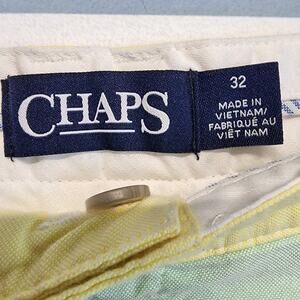 CHAPS
32
MADE IN
VIETNAM/
FABRIQUÉ AU
VIÊT NAM